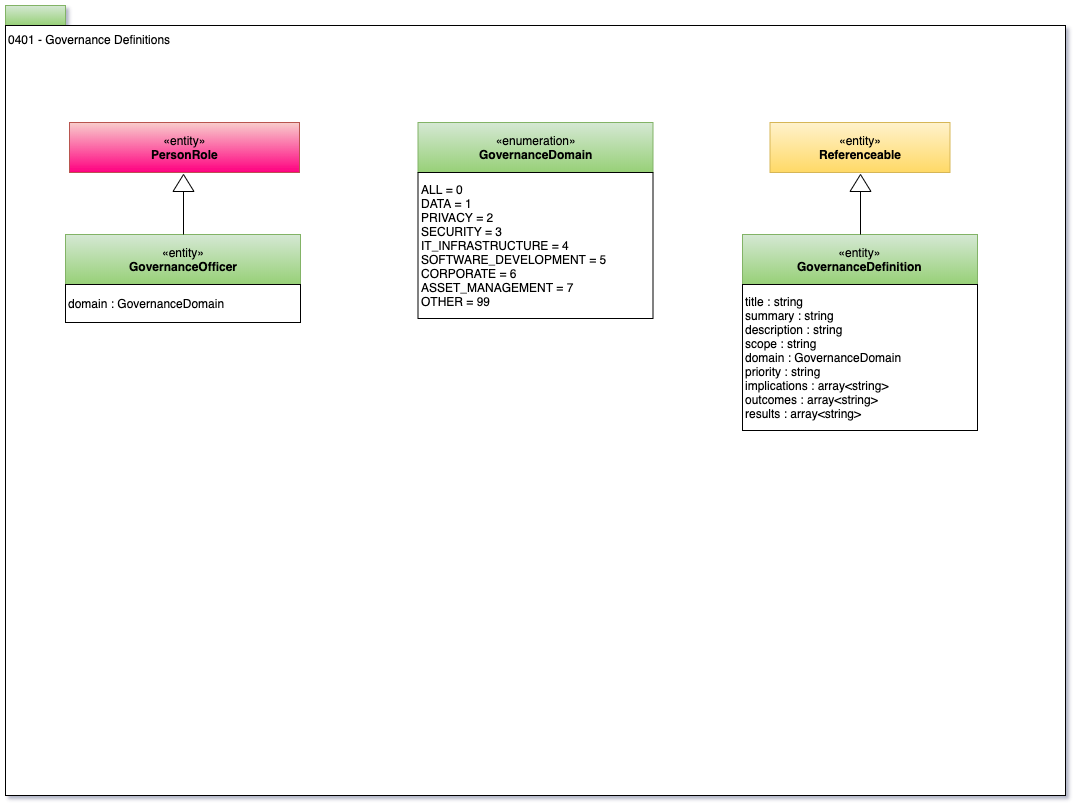 0401 - Governance Definitions
«entity»
PersonRole
«enumeration»
GovernanceDomain
ALL = 0
DATA = 1
PRIVACY = 2
SECURITY = 3
IT_INFRASTRUCTURE = 4
SOFTWARE_DEVELOPMENT = 5
CORPORATE = 6
ASSET_MANAGEMENT = 7
OTHER = 99
«entity»
Referenceable
«entity»
GovernanceOfficer
domain : GovernanceDomain
«entity»
GovernanceDefinition
title : string
summary : string
description : string
scope : string
domain : GovernanceDomain
priority : string
implications : array<string>
outcomes : array<string>
results : array<string>